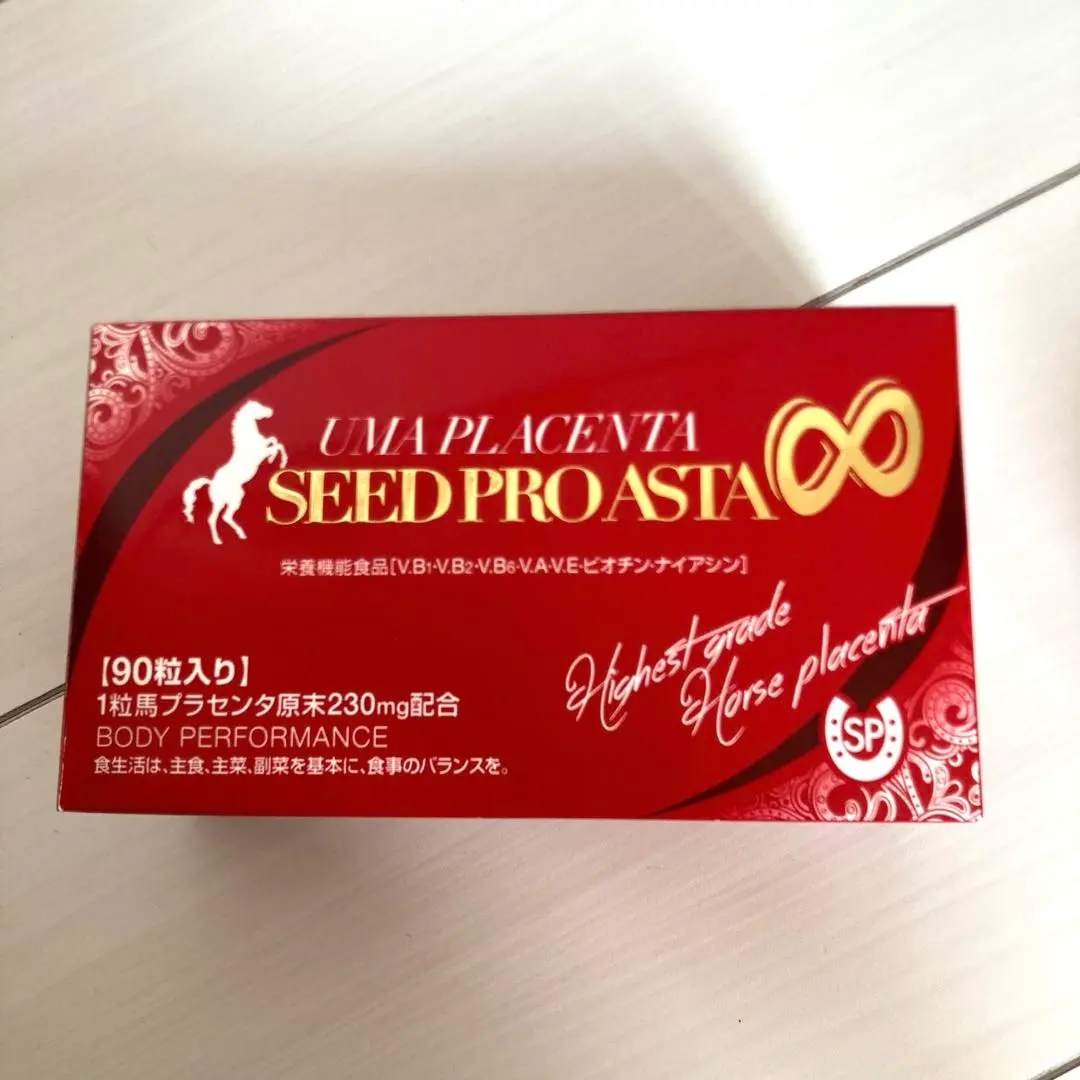 UMA PLACENTA
SEED PRO ASTA
栄養機能食品[V.B1·V.B2·V.B6·V.A·V.E·ビオチン·ナイアシン]
Highest grade
Horse placenta
【90粒入り】
1粒馬プラセンタ原末230mg配合
BODY PERFORMANCE
食生活は、主食、主菜、副菜を基本に、食事のバランスを。
SP